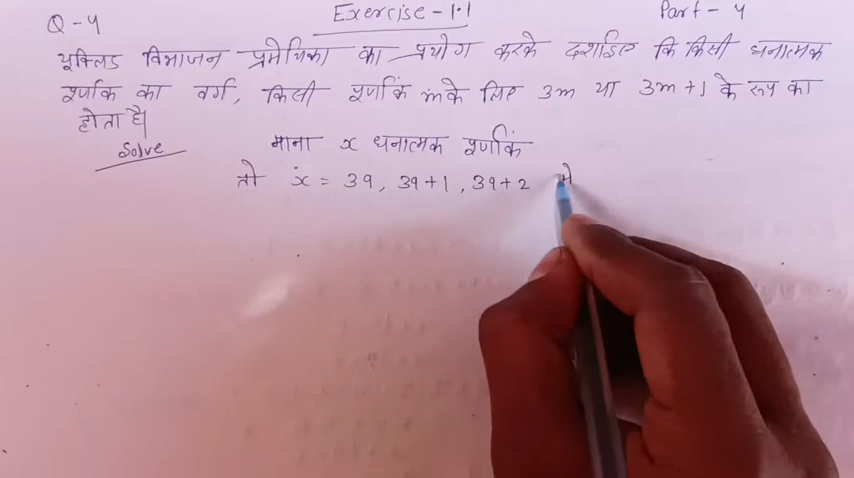 Q-4 Exercise-1.1 Part-4
यूक्लिड विभाजन प्रमेयिका का प्रयोग करके दर्शाइए कि किसी धनात्मक
पूर्णांक का वर्ग, किसी पूर्णांक m के लिए 3m या 3m+1 के रूप का
होता है।
Solve
माना x धनात्मक पूर्णांक
तो x = 3q, 3q+1, 3q+2 मे